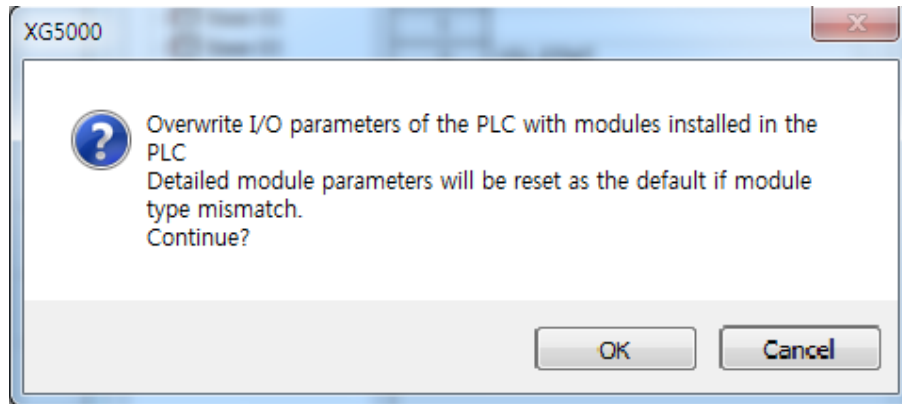 XG5000
Overwrite I/O parameters of the PLC with modules installed in the
PLC
Detailed module parameters will be reset as the default if module
type mismatch.
Continue?
OK
Cancel